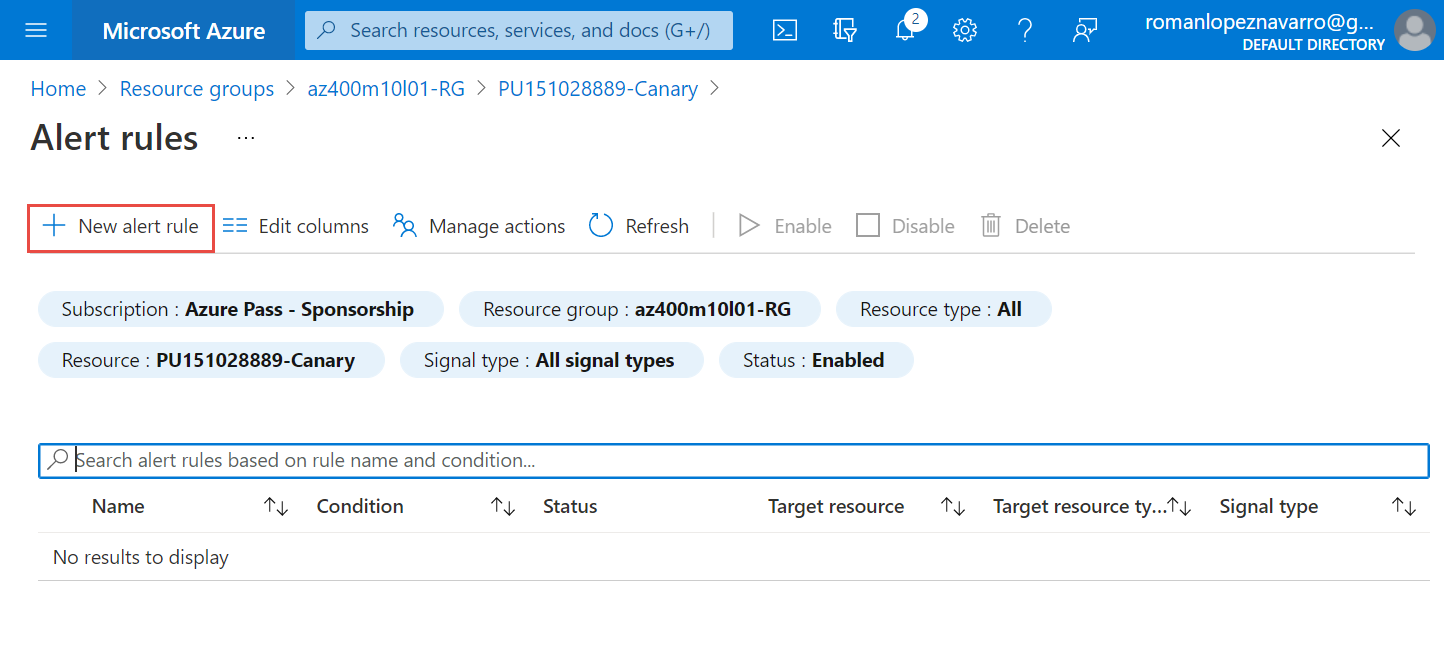 Microsoft Azure
Search resources, services, and docs (G+/)
2
romanlopeznavarro@g...
DEFAULT DIRECTORY
Home > Resource groups > az400m10l01-RG > PU151028889-Canary >
Alert rules ...
New alert rule Edit columns Manage actions Refresh Enable Disable Delete
Subscription : Azure Pass - Sponsorship Resource group : az400m10l01-RG Resource type : All
Resource : PU151028889-Canary Signal type : All signal types Status : Enabled
Search alert rules based on rule name and condition...
Name Condition Status Target resource Target resource ty... Signal type
No results to display